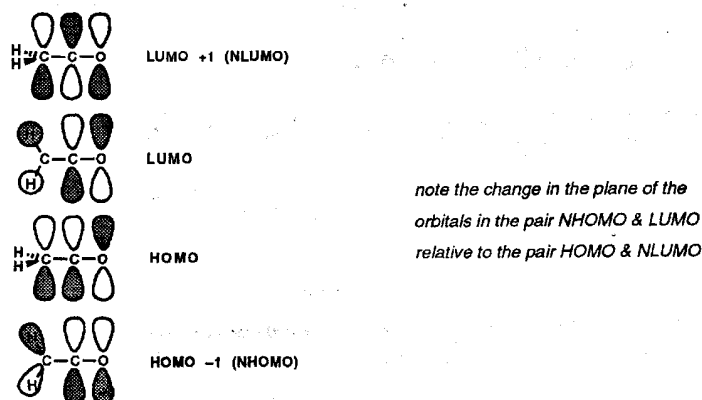 H
H
C-C-O
LUMO +1 (NLUMO)
H
C-C-O
H
LUMO
note the change in the plane of the
orbitals in the pair NHOMO & LUMO
relative to the pair HOMO & NLUMO
H
H
C-C-O
HOMO
H
C-C-O
H
HOMO –1 (NHOMO)